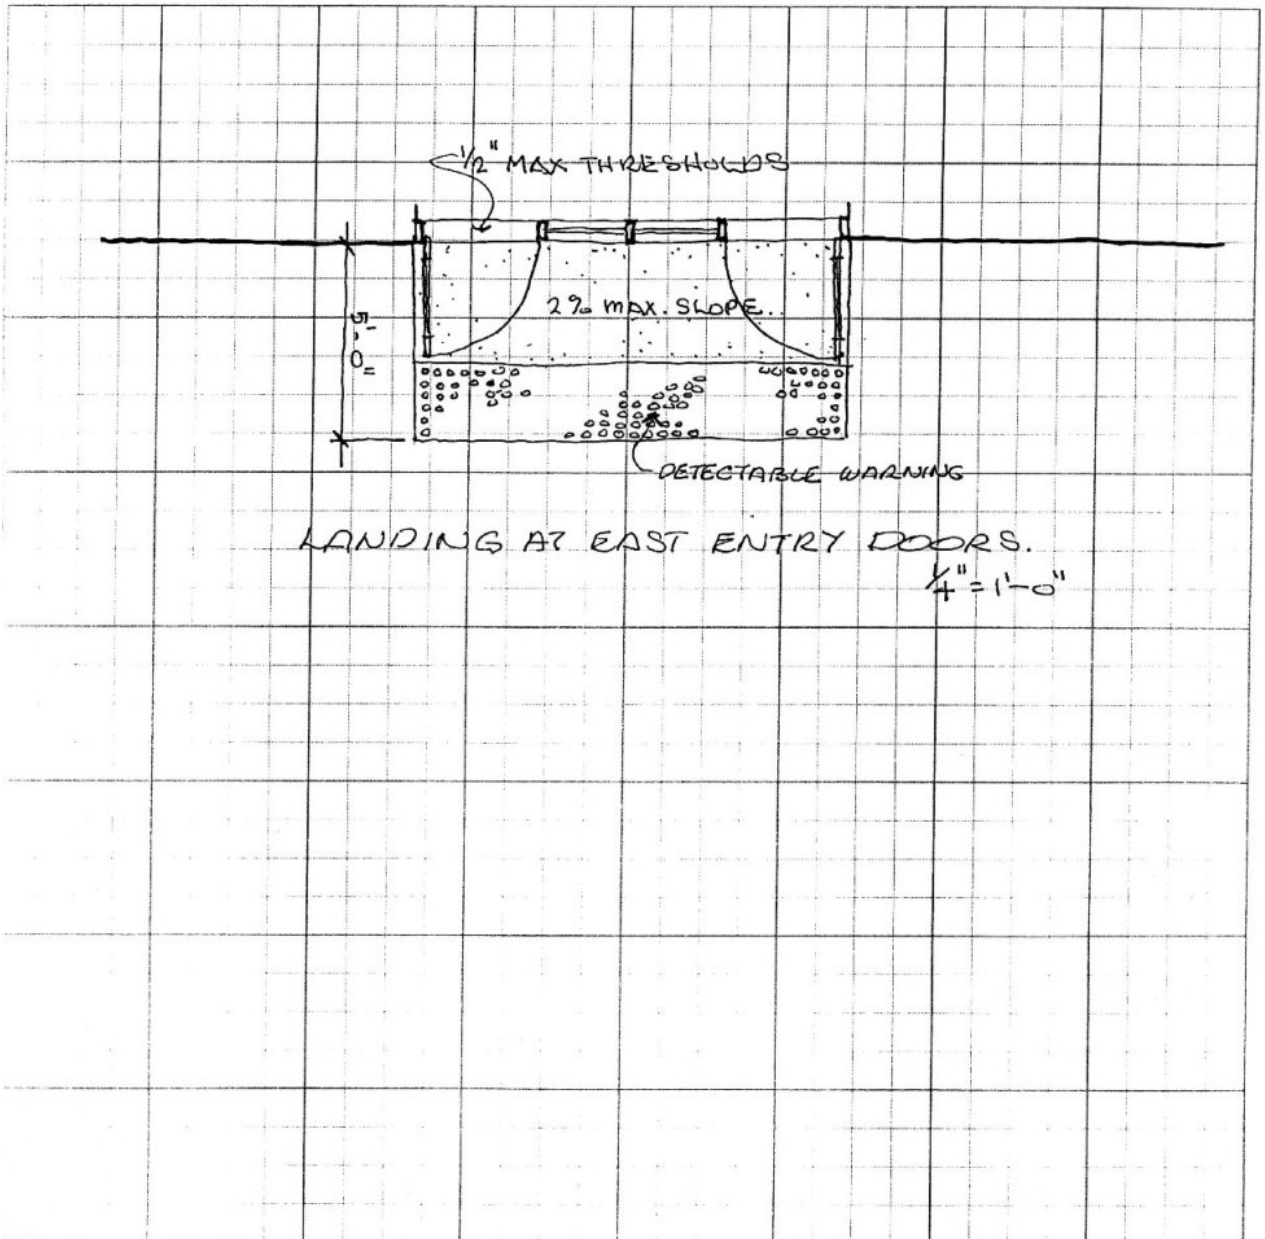 1/2" MAX THRESHOLDS
5'-0"
2% MAX. SLOPE.
DETECTABLE WARNING
LANDING AT EAST ENTRY DOORS.
1/4" = 1'-0"